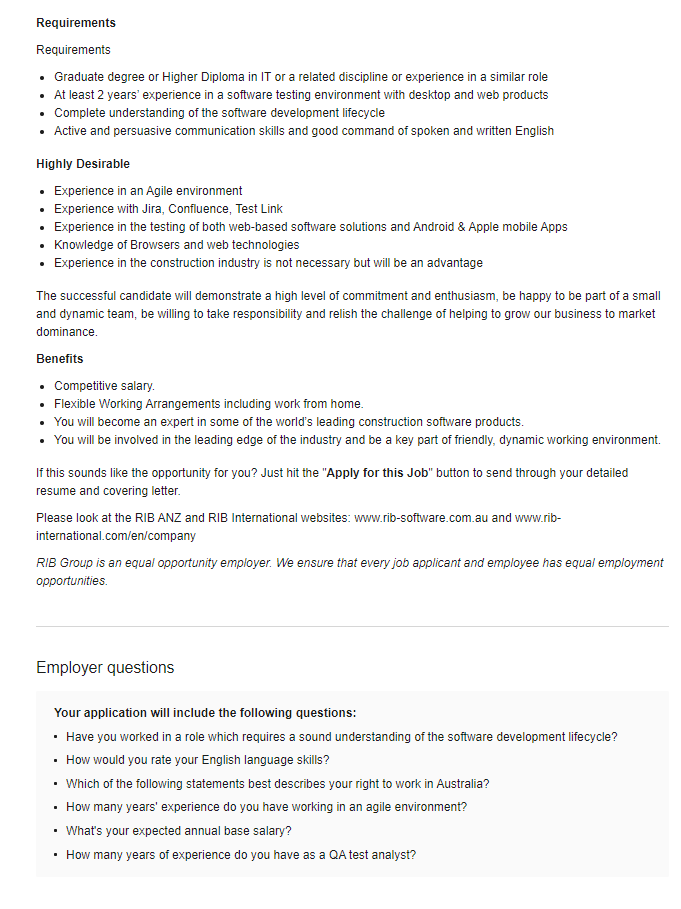 Requirements
Requirements
• Graduate degree or Higher Diploma in IT or a related discipline or experience in a similar role
• At least 2 years' experience in a software testing environment with desktop and web products
• Complete understanding of the software development lifecycle
• Active and persuasive communication skills and good command of spoken and written English
Highly Desirable
• Experience in an Agile environment
• Experience with Jira, Confluence, Test Link
• Experience in the testing of both web-based software solutions and Android & Apple mobile Apps
• Knowledge of Browsers and web technologies
• Experience in the construction industry is not necessary but will be an advantage
The successful candidate will demonstrate a high level of commitment and enthusiasm, be happy to be part of a small
and dynamic team, be willing to take responsibility and relish the challenge of helping to grow our business to market
dominance.
Benefits
• Competitive salary.
• Flexible Working Arrangements including work from home.
• You will become an expert in some of the world's leading construction software products.
• You will be involved in the leading edge of the industry and be a key part of friendly, dynamic working environment.
If this sounds like the opportunity for you? Just hit the "Apply for this Job" button to send through your detailed
resume and covering letter.
Please look at the RIB ANZ and RIB International websites: www.rib-software.com.au and www.rib-
international.com/en/company
RIB Group is an equal opportunity employer. We ensure that every job applicant and employee has equal employment
opportunities.
Employer questions
Your application will include the following questions:
• Have you worked in a role which requires a sound understanding of the software development lifecycle?
• How would you rate your English language skills?
• Which of the following statements best describes your right to work in Australia?
• How many years' experience do you have working in an agile environment?
• What's your expected annual base salary?
• How many years of experience do you have as a QA test analyst?